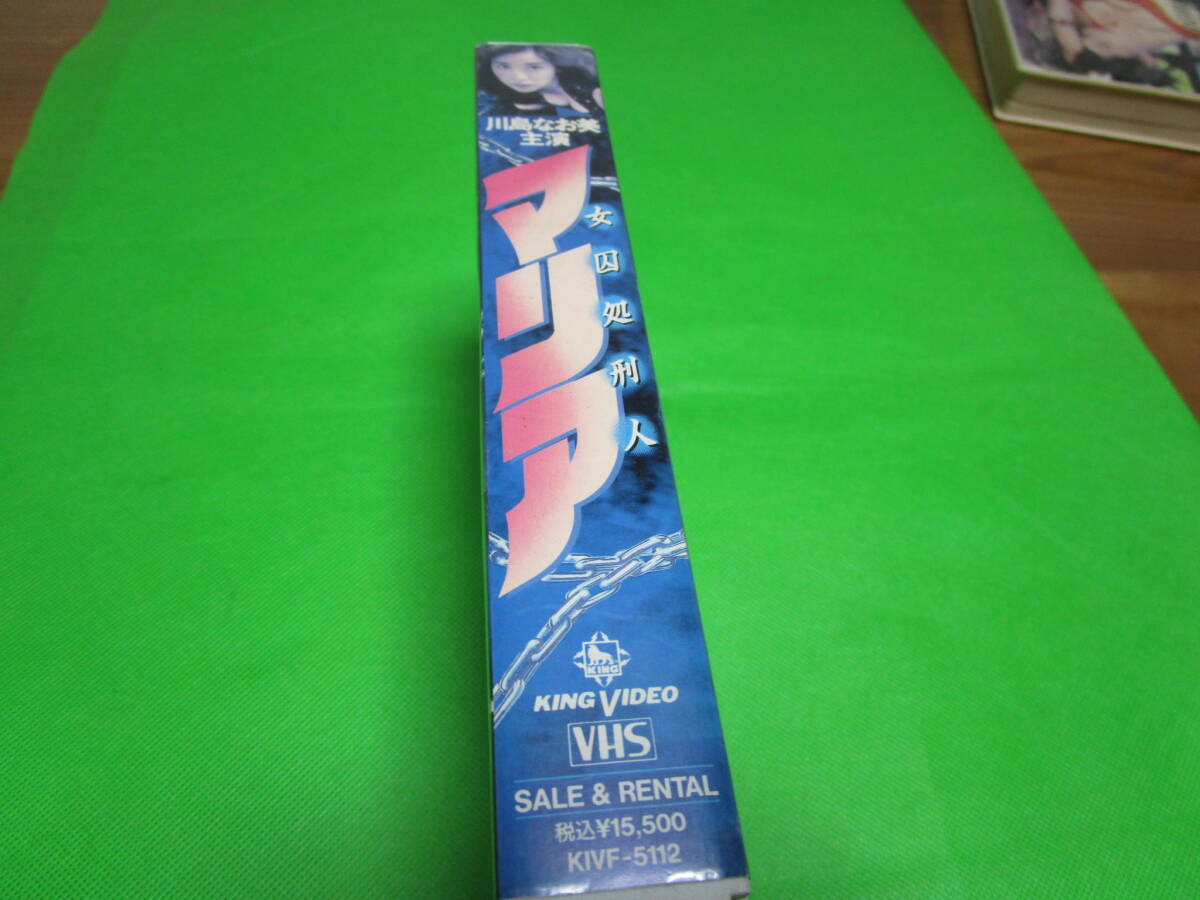 川島なお美
主演
女囚処刑人
マリア
KING
KING VIDEO
VHS
SALE & RENTAL
税込¥15,500
KIVF-5112